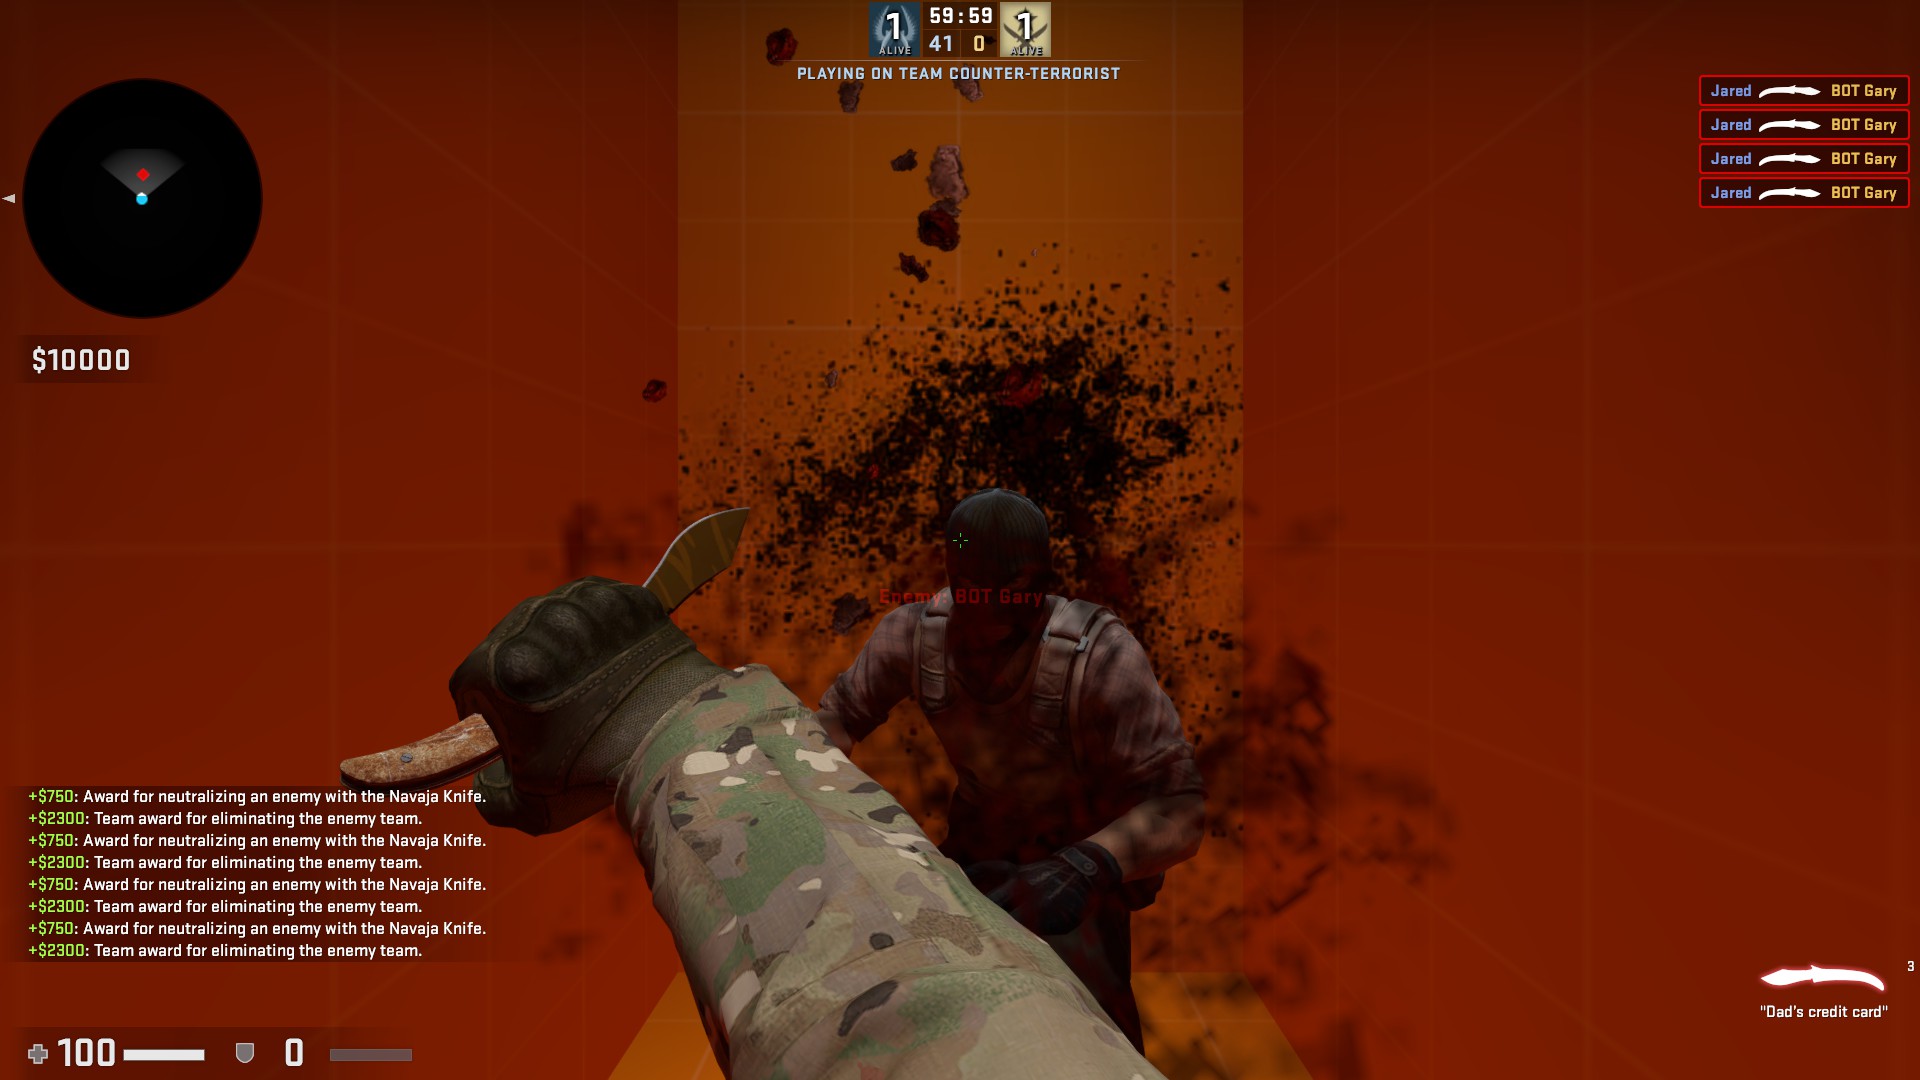 1
ALIVE
59:59
41 0
1
ALIVE
PLAYING ON TEAM COUNTER-TERRORIST
Jared BOT Gary
Jared BOT Gary
Jared BOT Gary
Jared BOT Gary
$10000
Enemy: BOT Gary
+$750: Award for neutralizing an enemy with the Navaja Knife.
+$2300: Team award for eliminating the enemy team.
+$750: Award for neutralizing an enemy with the Navaja Knife.
+$2300: Team award for eliminating the enemy team.
+$750: Award for neutralizing an enemy with the Navaja Knife.
+$2300: Team award for eliminating the enemy team.
+$750: Award for neutralizing an enemy with the Navaja Knife.
+$2300: Team award for eliminating the enemy team.
3
"Dad's credit card"
100 0